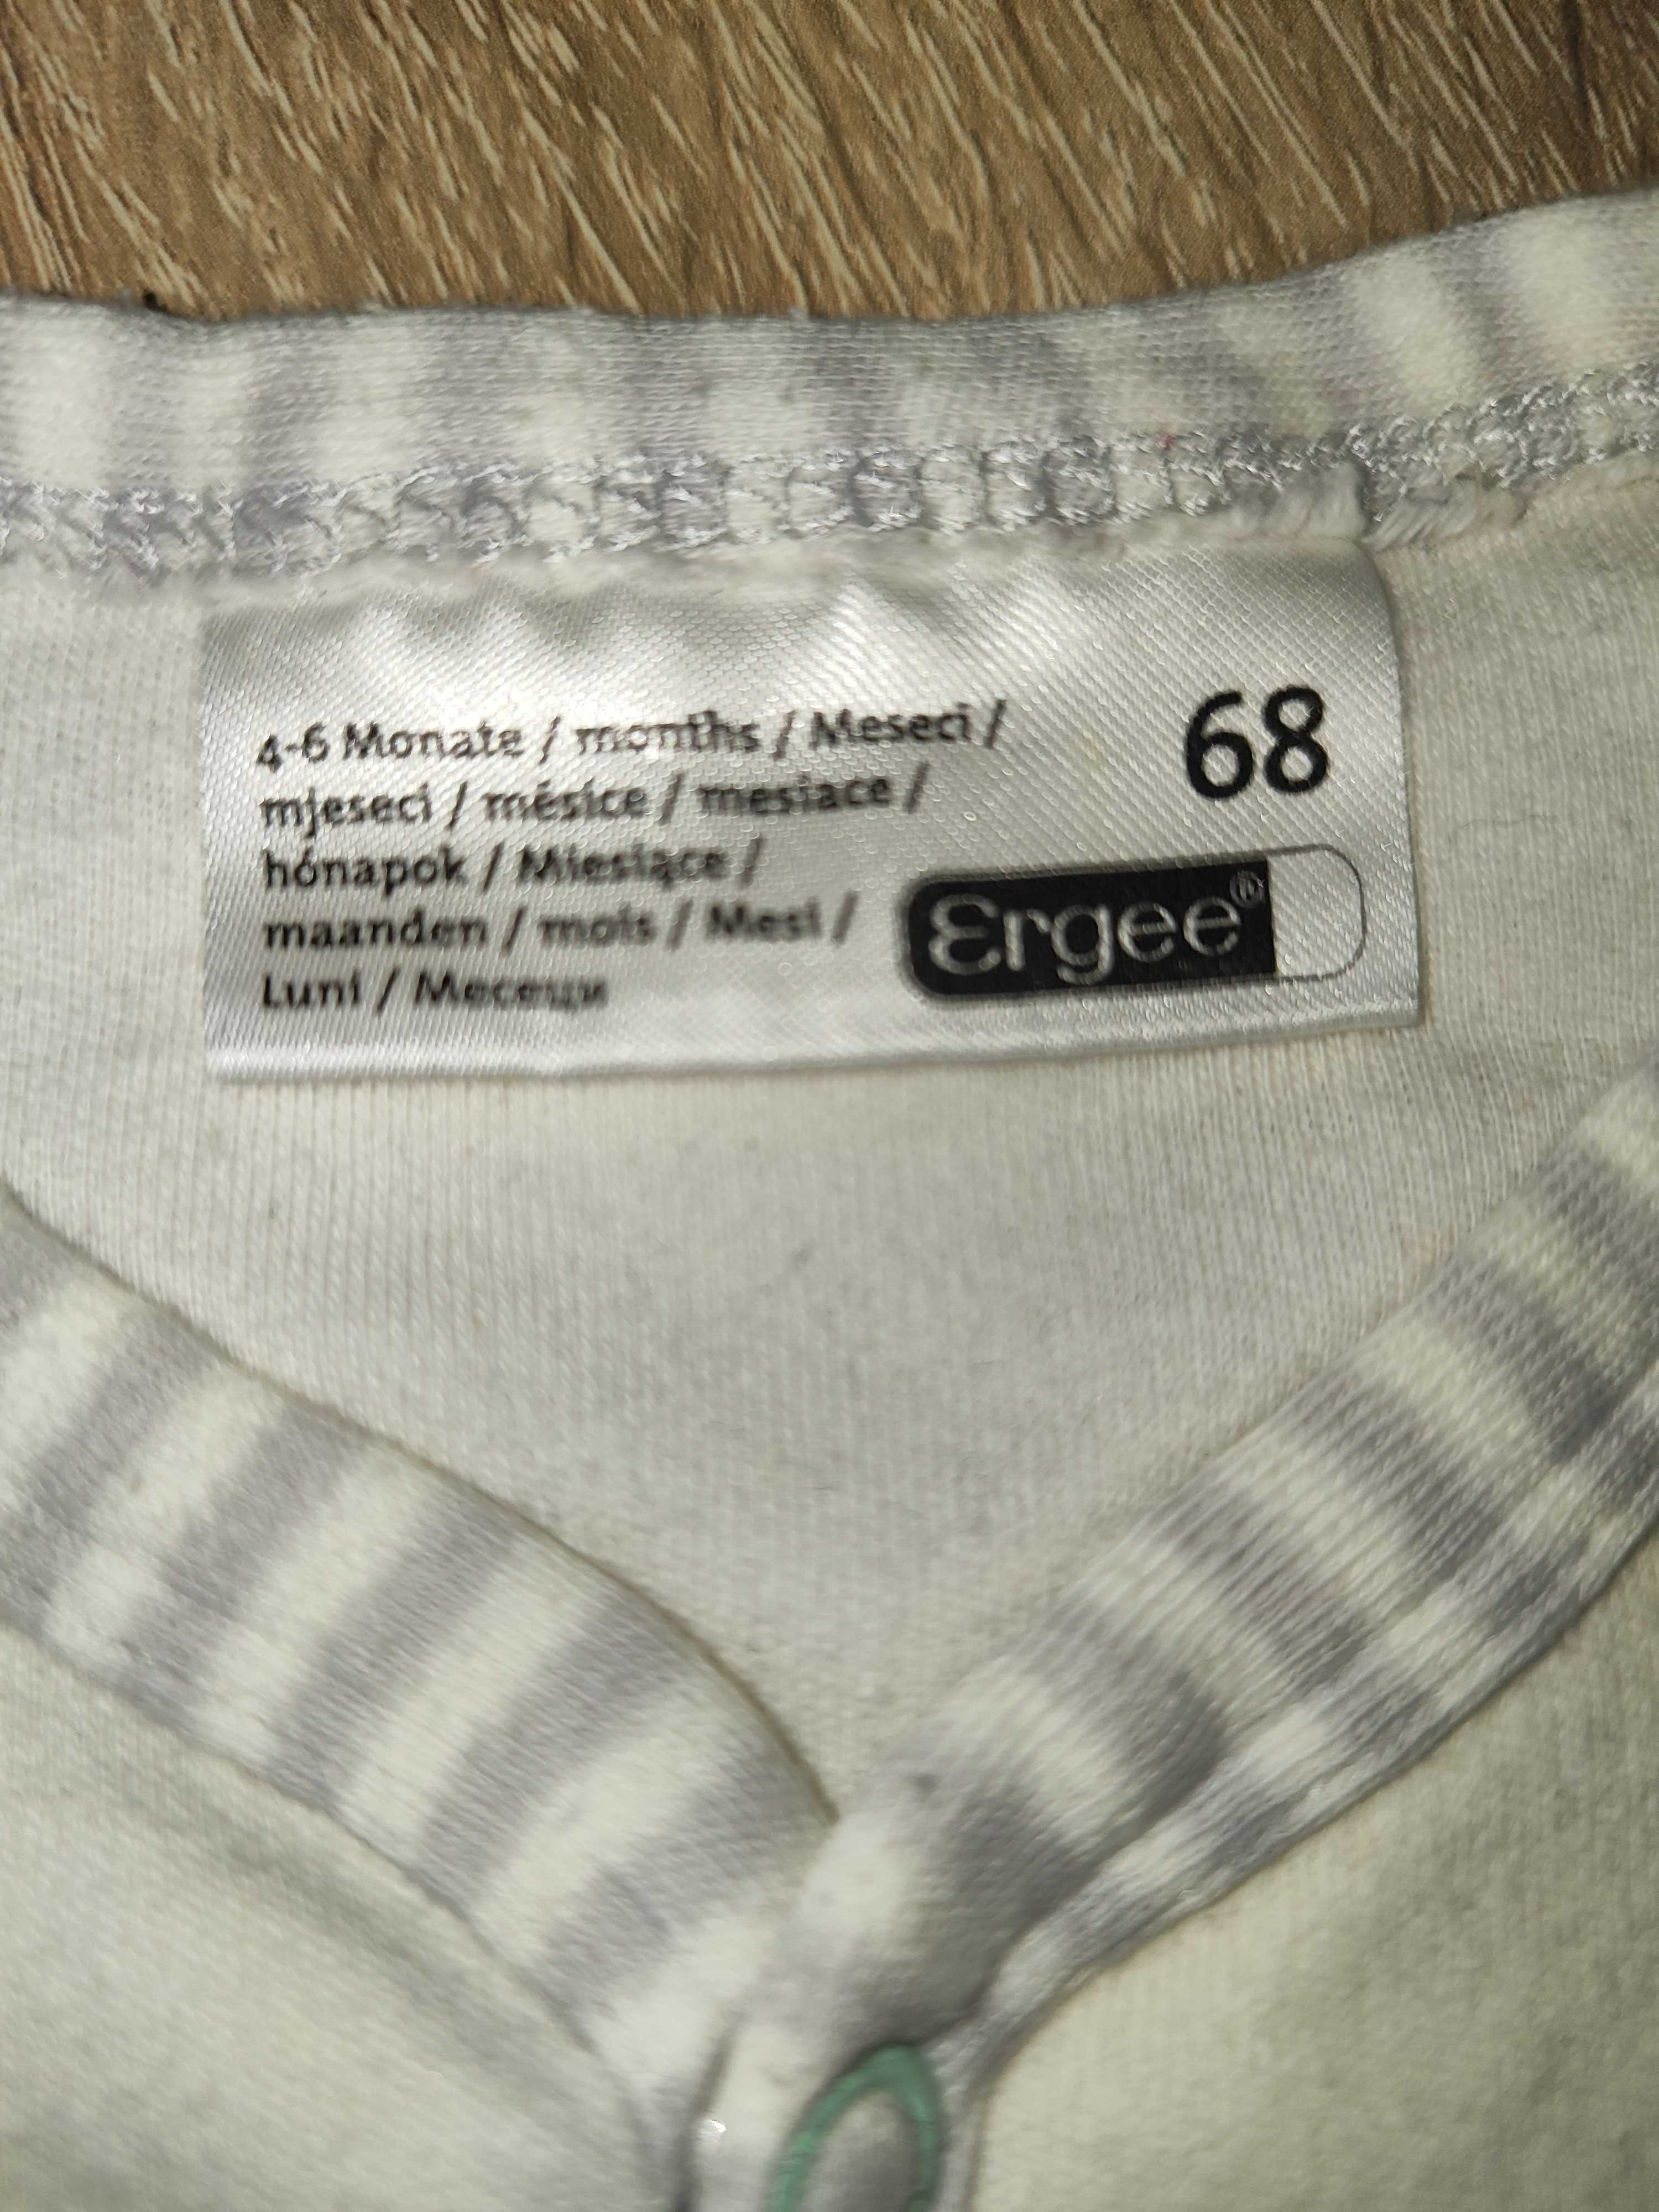 4-6 Monate / months / Meseci /
mjeseci / měsíce / mesiace /
hónapok / Miesiące /
maanden / mois / Mesi /
Luni / Месеци
68
Ergee®